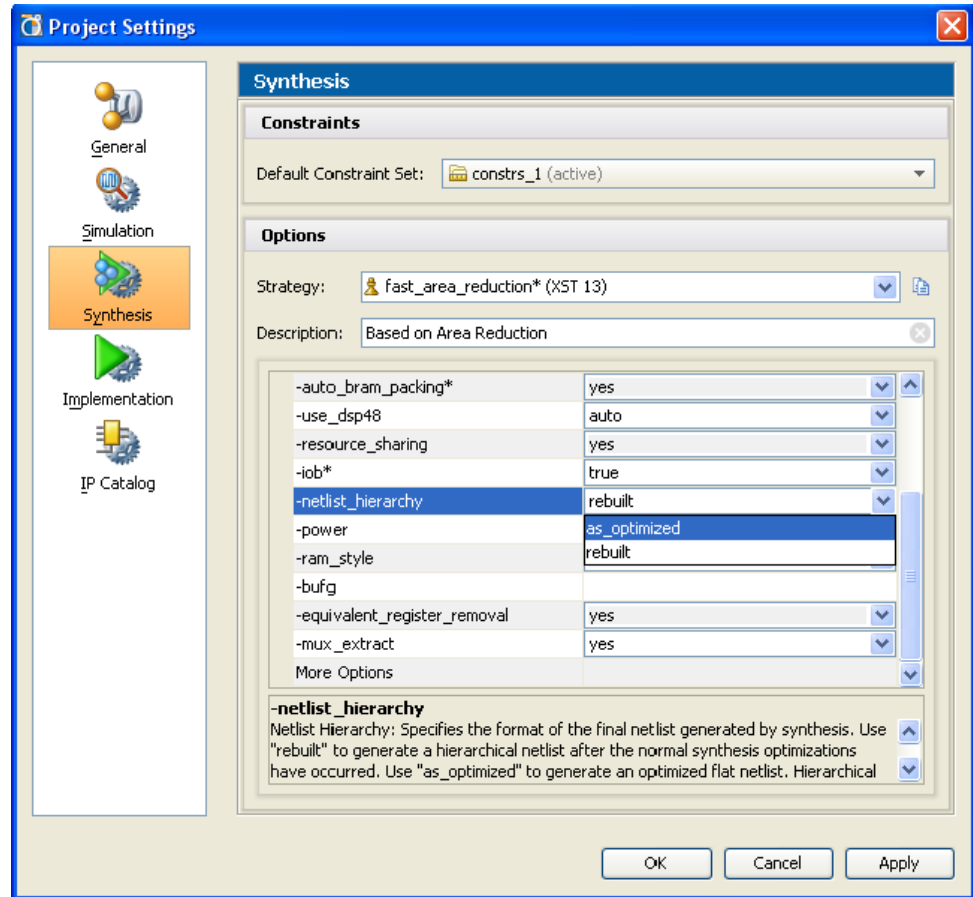 Project Settings
General
Simulation
Synthesis
Implementation
IP Catalog
Synthesis
Constraints
Default Constraint Set: constrs_1 (active)
Options
Strategy: fast_area_reduction* (XST 13)
Description: Based on Area Reduction
-auto_bram_packing* yes
-use_dsp48 auto
-resource_sharing yes
-iob* true
-netlist_hierarchy rebuilt
-power as_optimized
-ram_style rebuilt
-bufg
-equivalent_register_removal yes
-mux_extract yes
More Options
-netlist_hierarchy
Netlist Hierarchy: Specifies the format of the final netlist generated by synthesis. Use
"rebuilt" to generate a hierarchical netlist after the normal synthesis optimizations
have occurred. Use "as_optimized" to generate an optimized flat netlist. Hierarchical
OK Cancel Apply